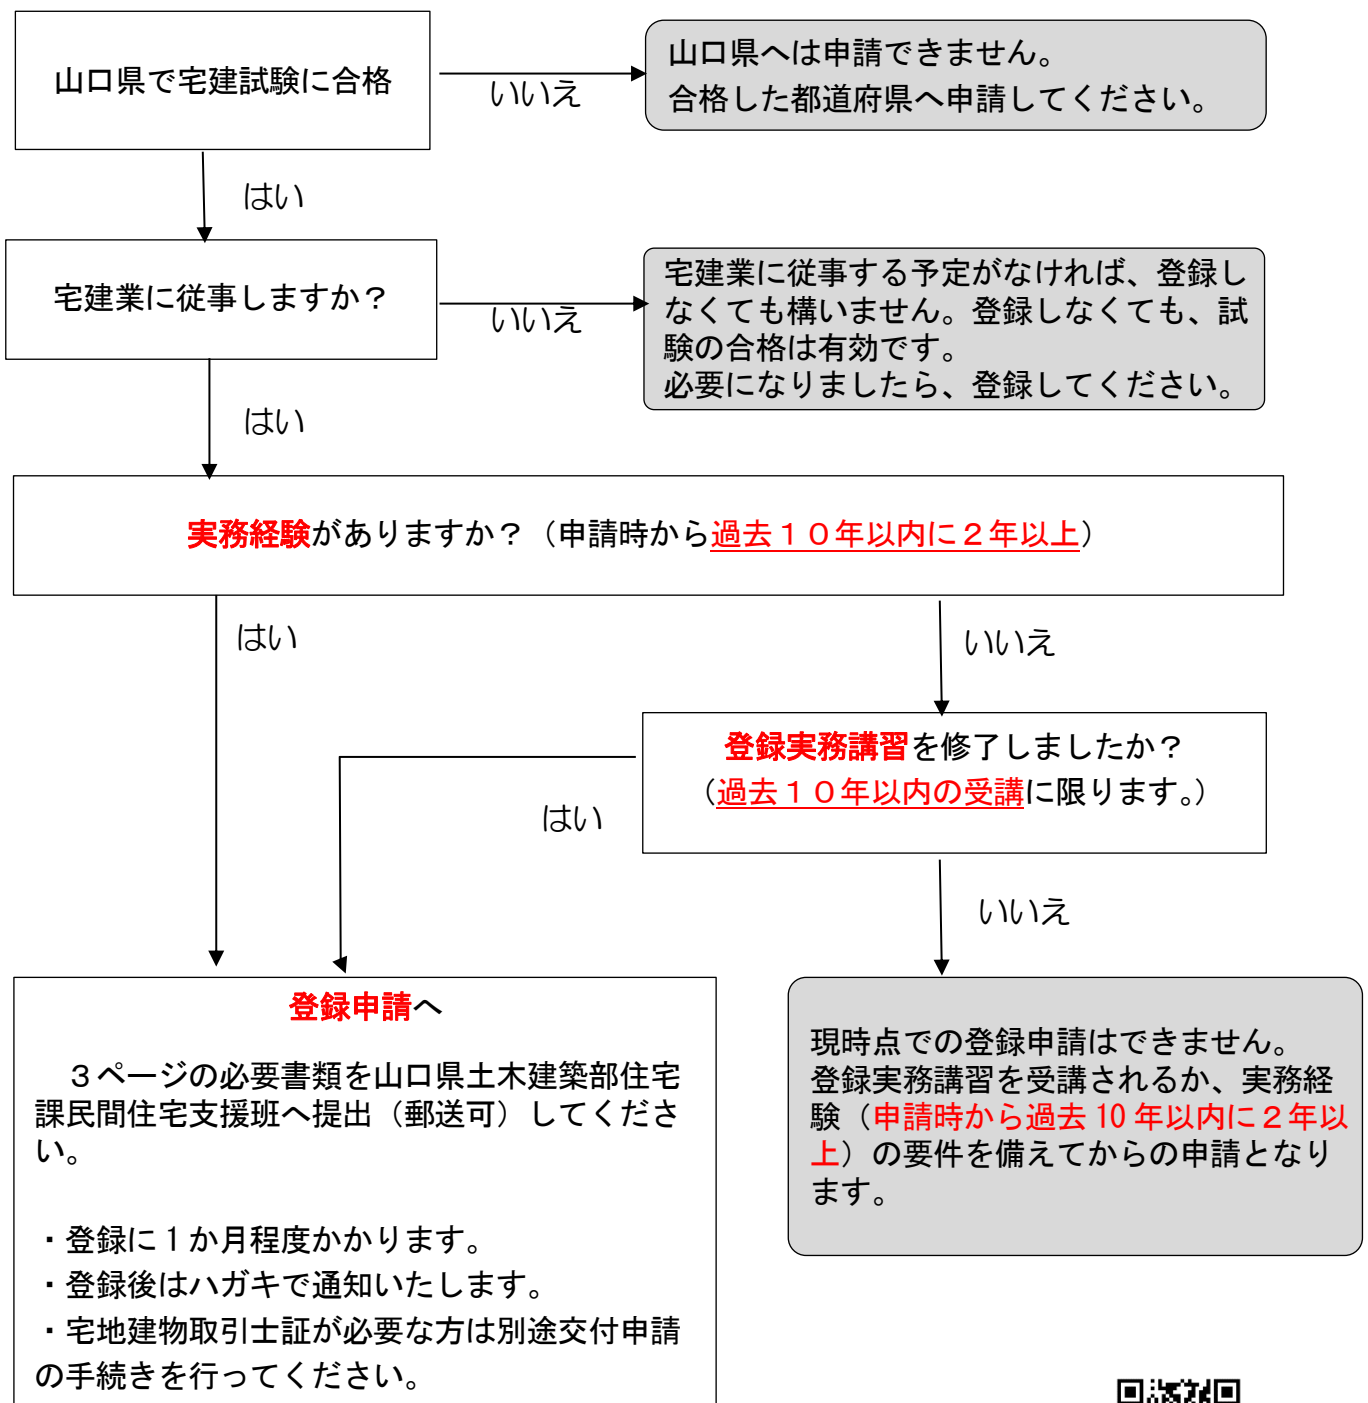 山口県で宅建試験に合格
いいえ
山口県へは申請できません。
合格した都道府県へ申請してください。
はい
宅建業に従事しますか？
いいえ
宅建業に従事する予定がなければ、登録し
なくても構いません。登録しなくても、試
験の合格は有効です。
必要になりましたら、登録してください。
はい
実務経験がありますか？（申請時から過去１０年以内に２年以上）
はい
いいえ
登録実務講習を修了しましたか？
（過去１０年以内の受講に限ります。）
はい
いいえ
登録申請へ
３ページの必要書類を山口県土木建築部住宅
課民間住宅支援班へ提出（郵送可）してくださ
い。
・登録に１か月程度かかります。
・登録後はハガキで通知いたします。
・宅地建物取引士証が必要な方は別途交付申請
の手続きを行ってください。
現時点での登録申請はできません。
登録実務講習を受講されるか、実務経
験（申請時から過去10年以内に２年以
上）の要件を備えてからの申請となり
ます。